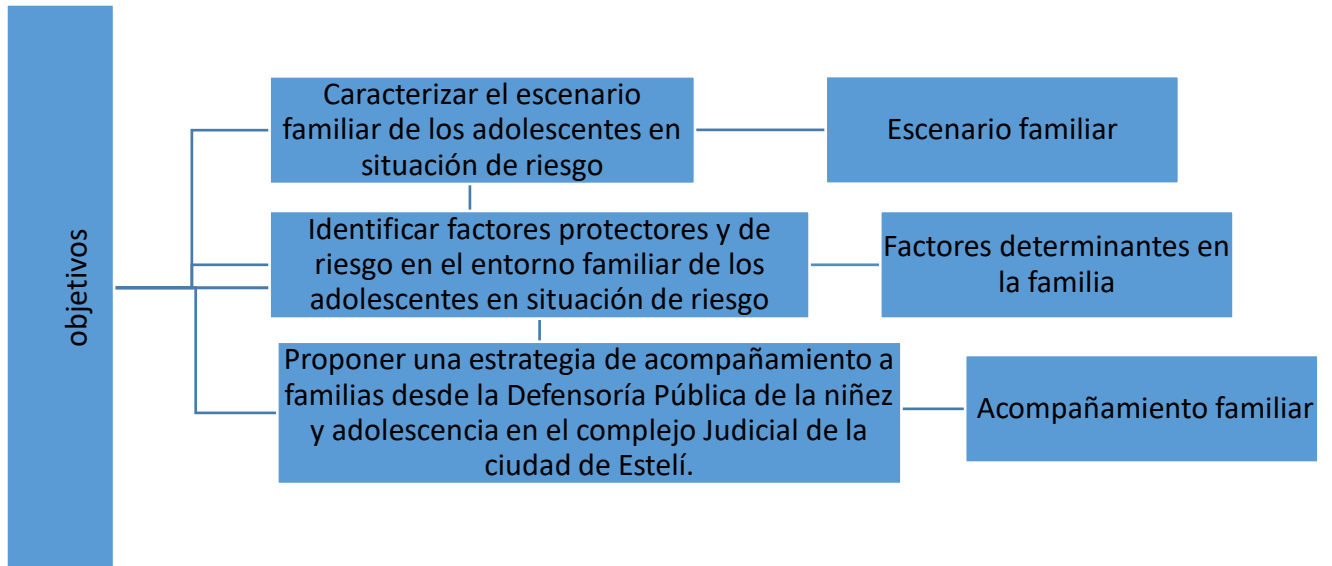 objetivos
Caracterizar el escenario
familiar de los adolescentes en
situación de riesgo
Escenario familiar
Identificar factores protectores y de
riesgo en el entorno familiar de los
adolescentes en situación de riesgo
Factores determinantes en
la familia
Proponer una estrategia de acompañamiento a
familias desde la Defensoría Pública de la niñez
y adolescencia en el complejo Judicial de la
ciudad de Estelí.
Acompañamiento familiar